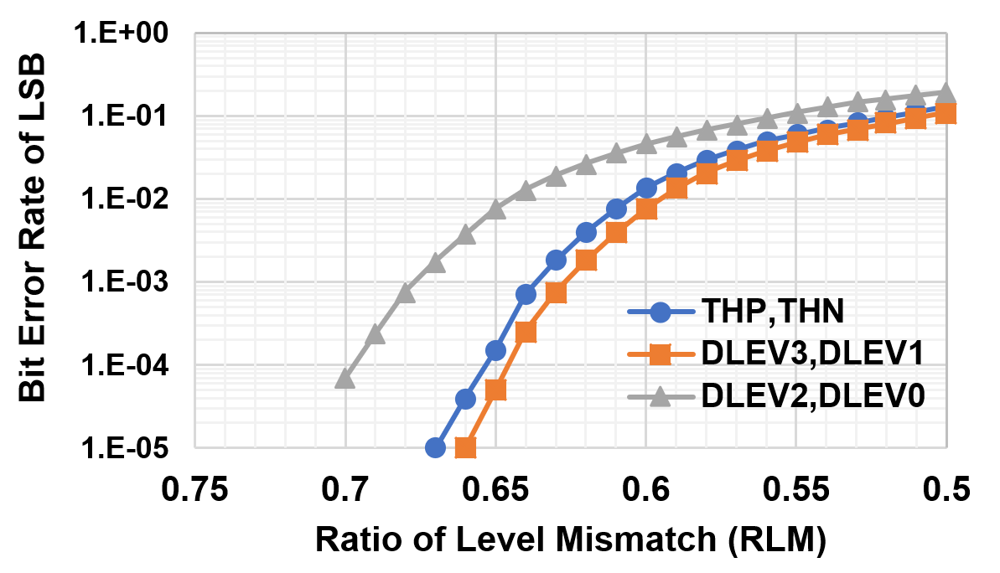 Bit Error Rate of LSB
1.E+00
1.E-01
1.E-02
1.E-03
1.E-04
1.E-05
THP,THN
DLEV3,DLEV1
DLEV2,DLEV0
0.75 0.7 0.65 0.6 0.55 0.5
Ratio of Level Mismatch (RLM)